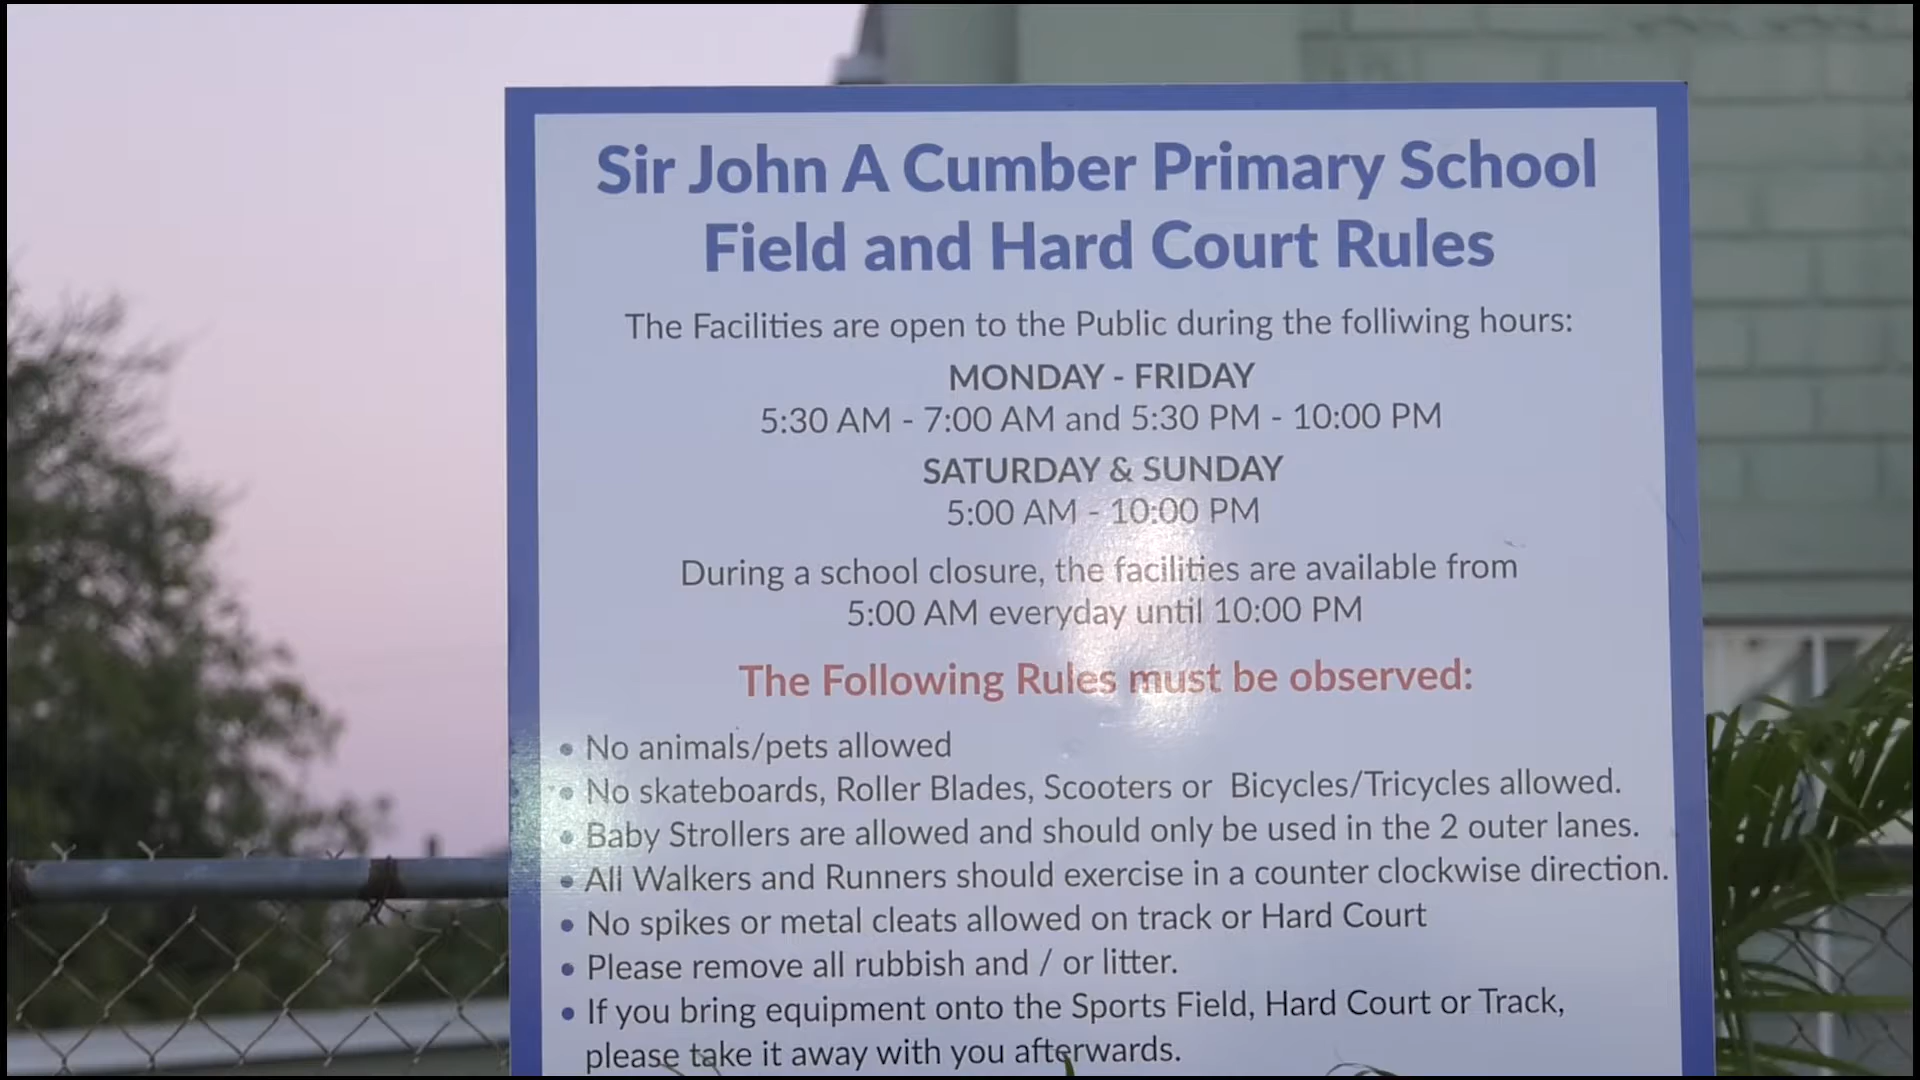 Sir John A Cumber Primary School
Field and Hard Court Rules
The Facilities are open to the Public during the folliwing hours:
MONDAY - FRIDAY
5:30 AM - 7:00 AM and 5:30 PM - 10:00 PM
SATURDAY & SUNDAY
5:00 AM - 10:00 PM
During a school closure, the facilities are available from
5:00 AM everyday until 10:00 PM
The Following Rules must be observed:
• No animals/pets allowed
• No skateboards, Roller Blades, Scooters or Bicycles/Tricycles allowed.
• Baby Strollers are allowed and should only be used in the 2 outer lanes.
• All Walkers and Runners should exercise in a counter clockwise direction.
• No spikes or metal cleats allowed on track or Hard Court
• Please remove all rubbish and / or litter.
• If you bring equipment onto the Sports Field, Hard Court or Track,
please take it away with you afterwards.